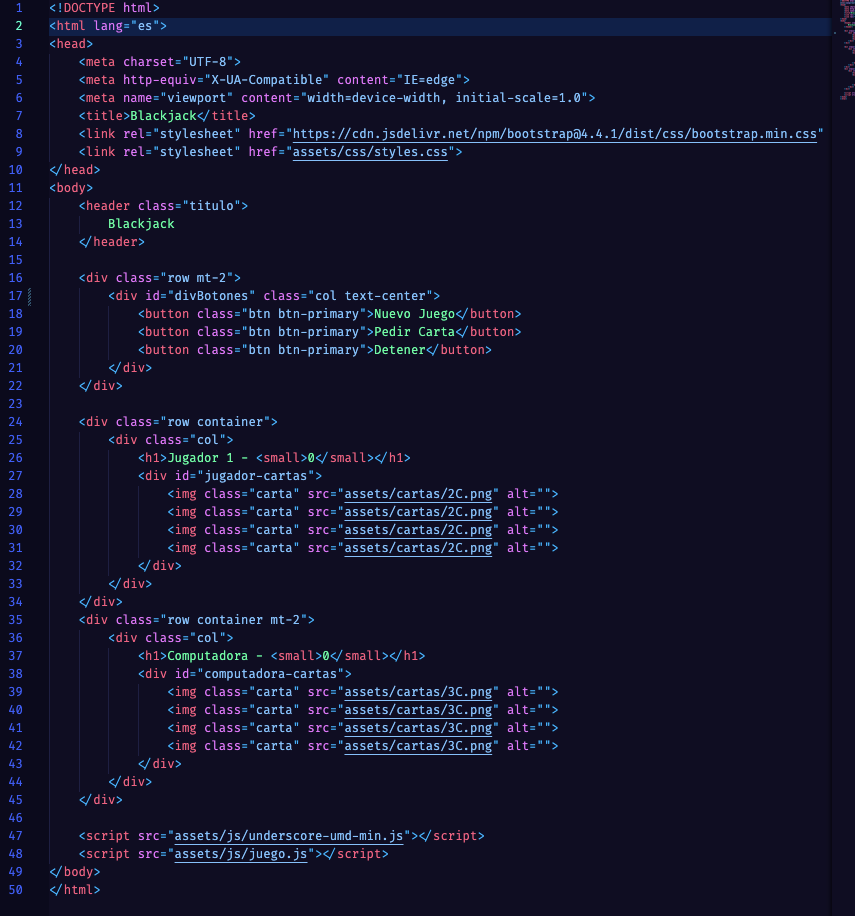 1 <!DOCTYPE html>
2 <html lang="es">
3 <head>
4     <meta charset="UTF-8">
5     <meta http-equiv="X-UA-Compatible" content="IE=edge">
6     <meta name="viewport" content="width=device-width, initial-scale=1.0">
7     <title>Blackjack</title>
8     <link rel="stylesheet" href="https://cdn.jsdelivr.net/npm/bootstrap@4.4.1/dist/css/bootstrap.min.css"
9     <link rel="stylesheet" href="assets/css/styles.css">
10 </head>
11 <body>
12     <header class="titulo">
13         Blackjack
14     </header>
15
16     <div class="row mt-2">
17         <div id="divBotones" class="col text-center">
18             <button class="btn btn-primary">Nuevo Juego</button>
19             <button class="btn btn-primary">Pedir Carta</button>
20             <button class="btn btn-primary">Detener</button>
21         </div>
22     </div>
23
24     <div class="row container">
25         <div class="col">
26             <h1>Jugador 1 - <small>0</small></h1>
27             <div id="jugador-cartas">
28                 <img class="carta" src="assets/cartas/2C.png" alt="">
29                 <img class="carta" src="assets/cartas/2C.png" alt="">
30                 <img class="carta" src="assets/cartas/2C.png" alt="">
31                 <img class="carta" src="assets/cartas/2C.png" alt="">
32             </div>
33         </div>
34     </div>
35     <div class="row container mt-2">
36         <div class="col">
37             <h1>Computadora - <small>0</small></h1>
38             <div id="computadora-cartas">
39                 <img class="carta" src="assets/cartas/3C.png" alt="">
40                 <img class="carta" src="assets/cartas/3C.png" alt="">
41                 <img class="carta" src="assets/cartas/3C.png" alt="">
42                 <img class="carta" src="assets/cartas/3C.png" alt="">
43             </div>
44         </div>
45     </div>
46
47     <script src="assets/js/underscore-umd-min.js"></script>
48     <script src="assets/js/juego.js"></script>
49 </body>
50 </html>